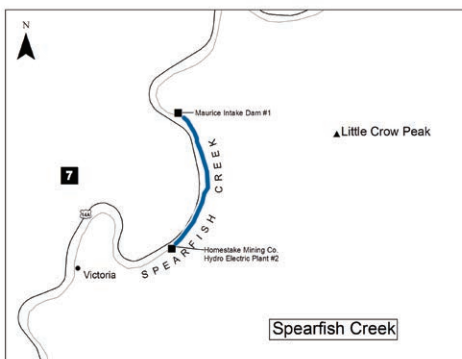 N
Maurice Intake Dam #1
Little Crow Peak
7
14A
SPEARFISH CREEK
Homestake Mining Co.
Hydro Electric Plant #2
Victoria
Spearfish Creek